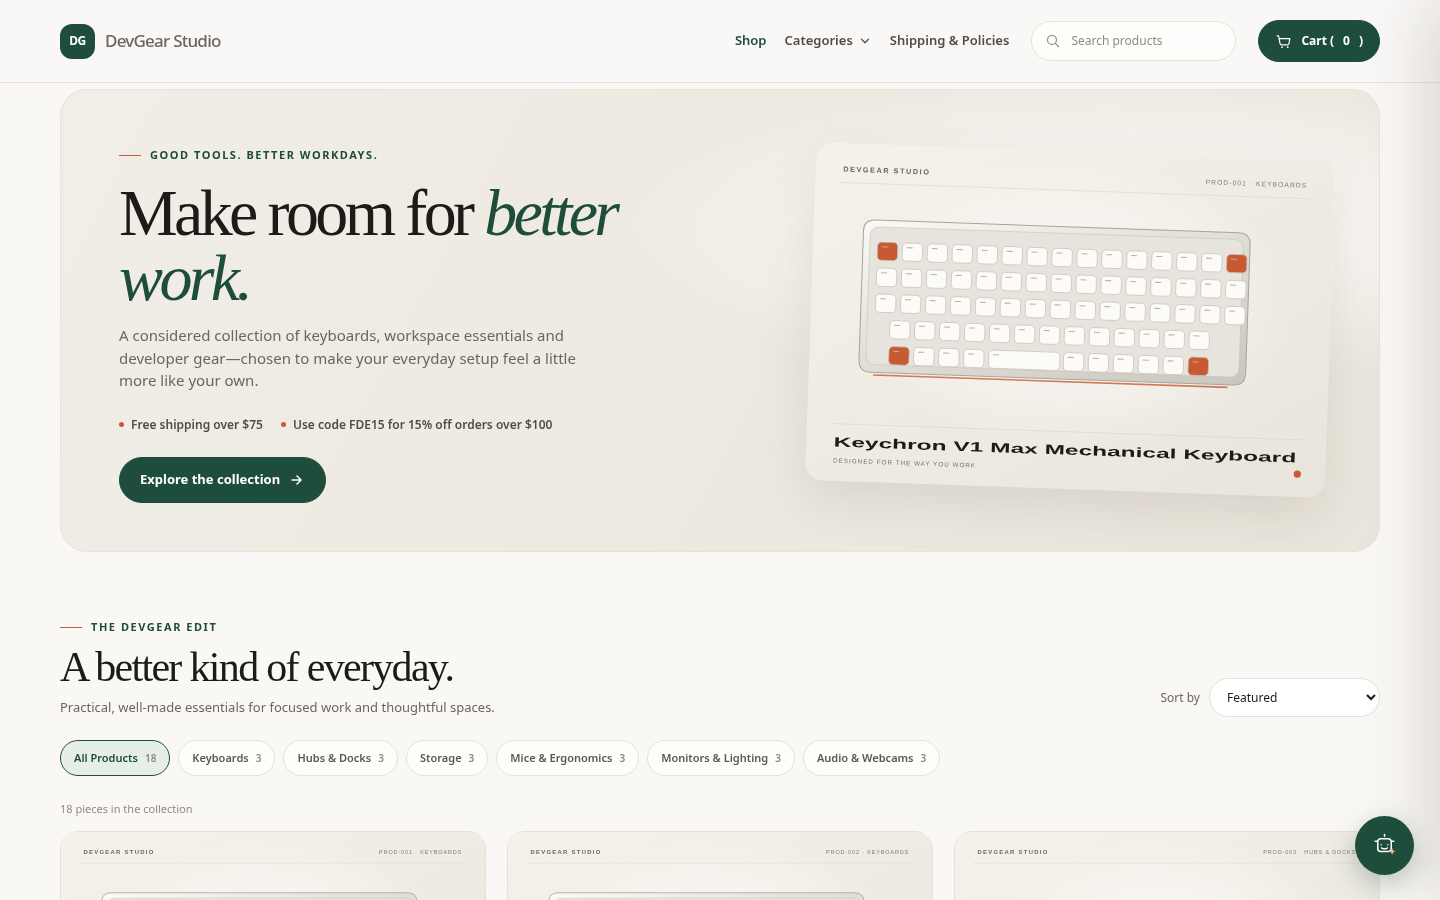 DG DevGear Studio
Shop Categories Shipping & Policies Search products Cart ( 0 )
GOOD TOOLS. BETTER WORKDAYS.
Make room for better
work.
A considered collection of keyboards, workspace essentials and
developer gear—chosen to make your everyday setup feel a little
more like your own.
Free shipping over $75 Use code FDE15 for 15% off orders over $100
Explore the collection
DEVGEAR STUDIO PROD-001 · KEYBOARDS
Keychron V1 Max Mechanical Keyboard
DESIGNED FOR THE WAY YOU WORK
THE DEVGEAR EDIT
A better kind of everyday.
Practical, well-made essentials for focused work and thoughtful spaces.
Sort by Featured
All Products 18 Keyboards 3 Hubs & Docks 3 Storage 3 Mice & Ergonomics 3 Monitors & Lighting 3 Audio & Webcams 3
18 pieces in the collection
DEVGEAR STUDIO PROD-001 · KEYBOARDS
DEVGEAR STUDIO PROD-002 · KEYBOARDS
DEVGEAR STUDIO PROD-003 · HUBS & DOCKS